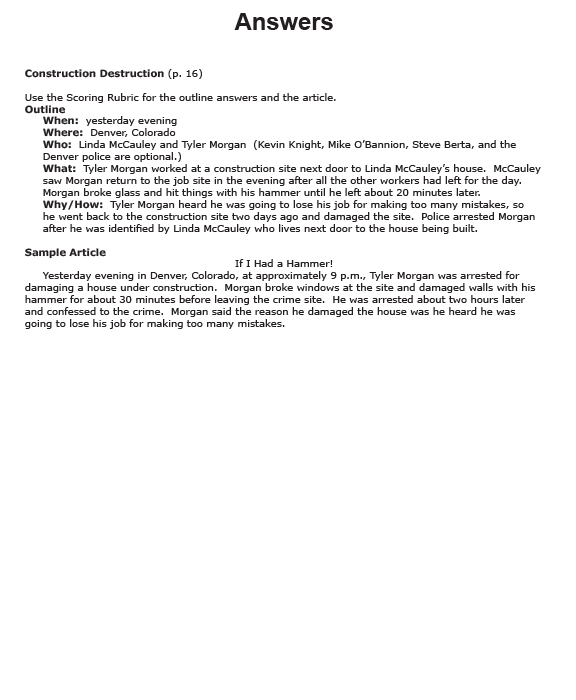 Answers
Construction Destruction (p. 16)
Use the Scoring Rubric for the outline answers and the article.
Outline
When:  yesterday evening
Where:  Denver, Colorado
Who:  Linda McCauley and Tyler Morgan  (Kevin Knight, Mike O’Bannion, Steve Berta, and the
Denver police are optional.)
What:  Tyler Morgan worked at a construction site next door to Linda McCauley’s house.  McCauley
saw Morgan return to the job site in the evening after all the other workers had left for the day.
Morgan broke glass and hit things with his hammer until he left about 20 minutes later.
Why/How:  Tyler Morgan heard he was going to lose his job for making too many mistakes, so
he went back to the construction site two days ago and damaged the site.  Police arrested Morgan
after he was identified by Linda McCauley who lives next door to the house being built.
Sample Article
If I Had a Hammer!
Yesterday evening in Denver, Colorado, at approximately 9 p.m., Tyler Morgan was arrested for
damaging a house under construction.  Morgan broke windows at the site and damaged walls with his
hammer for about 30 minutes before leaving the crime site.  He was arrested about two hours later
and confessed to the crime.  Morgan said the reason he damaged the house was he heard he was
going to lose his job for making too many mistakes.